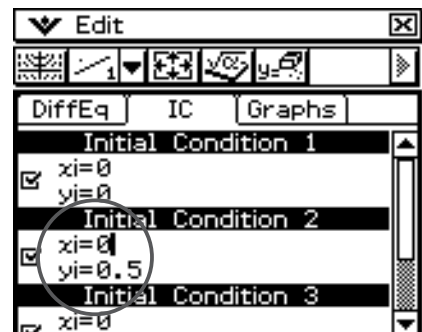 Edit
y=
DiffEq IC Graphs
Initial Condition 1
xi=0
yi=0
Initial Condition 2
xi=0
yi=0.5
Initial Condition 3
xi=0